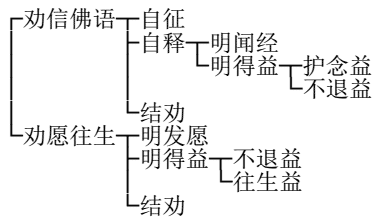 劝信佛语 自征
自释 明闻经
明得益 护念益
不退益
结劝
劝愿往生 明发愿
明得益 不退益
往生益
结劝